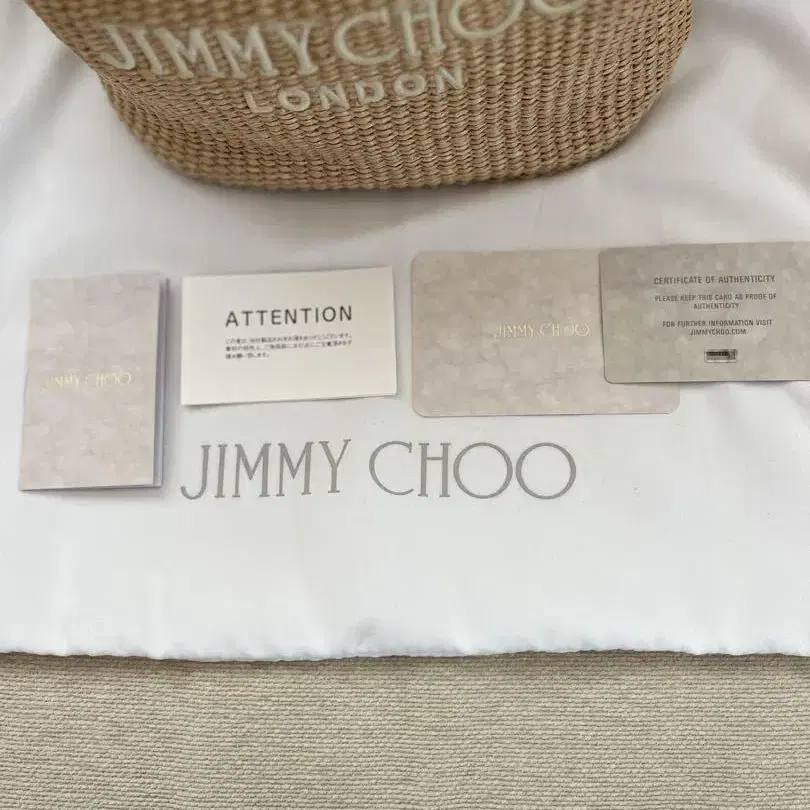 JIMMY CHOO
LONDON
JIMMY CHOO
ATTENTION
JIMMY CHOO
CERTIFICATE OF AUTHENTICITY
PLEASE KEEP THIS CARD AS PROOF OF
AUTHENTICITY
FOR FURTHER INFORMATION VISIT
JIMMYCHOO.COM
JIMMY CHOO